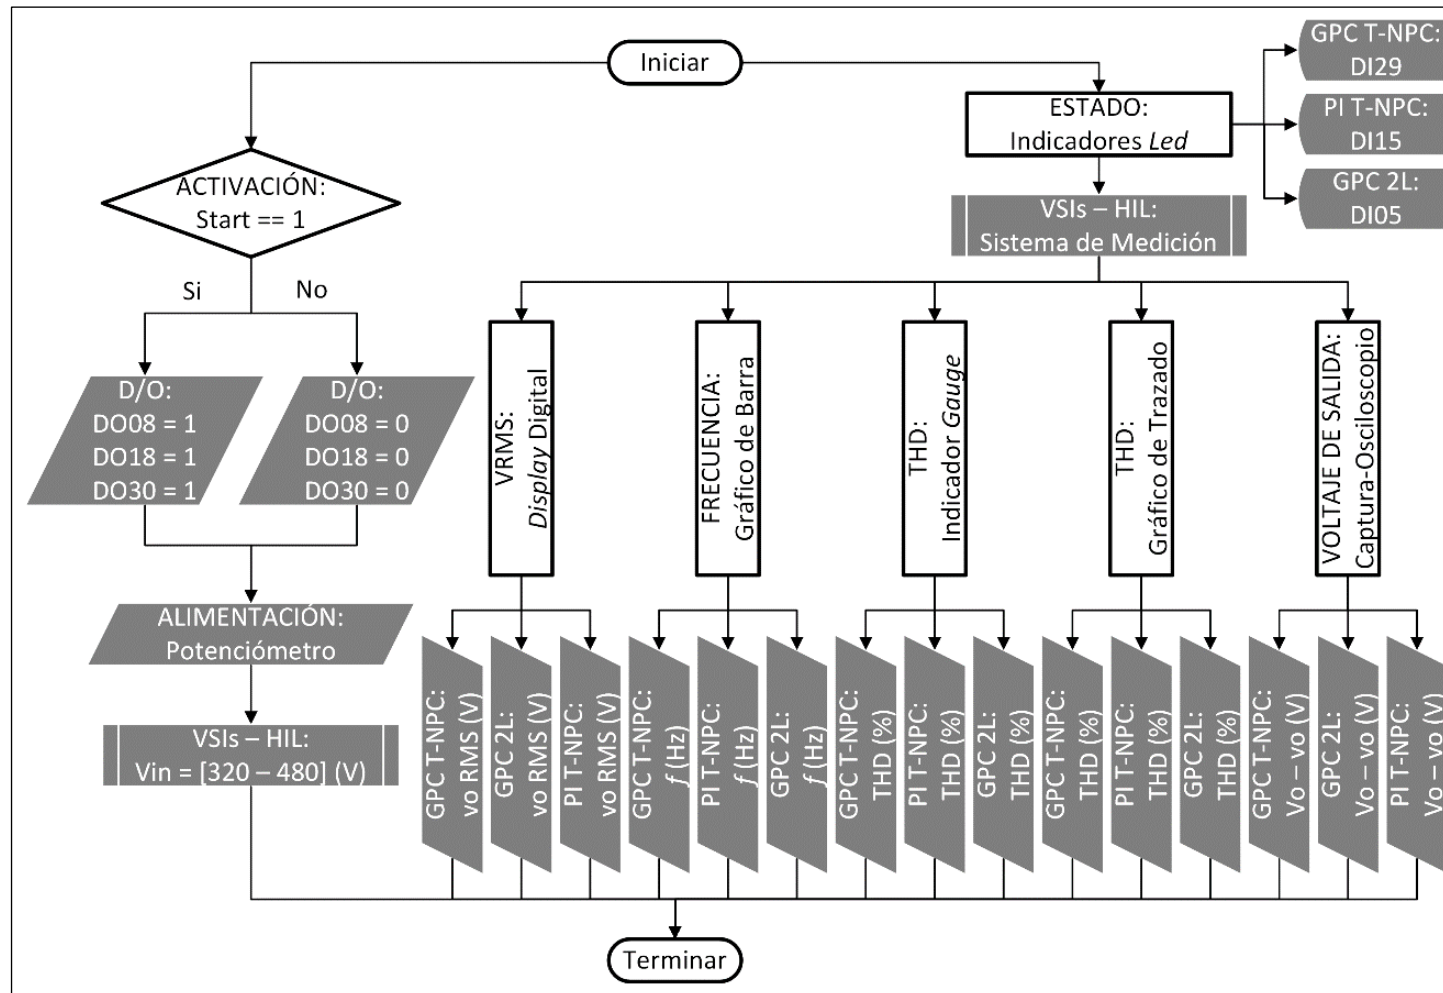 Iniciar
ACTIVACIÓN:
Start == 1
Si
No
D/O:
DO08 = 1
DO18 = 1
DO30 = 1
D/O:
DO08 = 0
DO18 = 0
DO30 = 0
ALIMENTACIÓN:
Potenciómetro
VSIs – HIL:
Vin = [320 – 480] (V)
ESTADO:
Indicadores Led
GPC T-NPC:
DI29
PI T-NPC:
DI15
GPC 2L:
DI05
VSIs – HIL:
Sistema de Medición
VRMS:
Display Digital
FRECUENCIA:
Gráfico de Barra
THD:
Indicador Gauge
THD:
Gráfico de Trazado
VOLTAJE DE SALIDA:
Captura-Osciloscopio
GPC T-NPC:
vo RMS (V)
GPC 2L:
vo RMS (V)
PI T-NPC:
vo RMS (V)
GPC T-NPC:
f (Hz)
PI T-NPC:
f (Hz)
GPC 2L:
f (Hz)
GPC T-NPC:
THD (%)
PI T-NPC:
THD (%)
GPC 2L:
THD (%)
GPC T-NPC:
THD (%)
PI T-NPC:
THD (%)
GPC 2L:
THD (%)
GPC T-NPC:
Vo – vo (V)
GPC 2L:
Vo – vo (V)
PI T-NPC:
Vo – vo (V)
Terminar